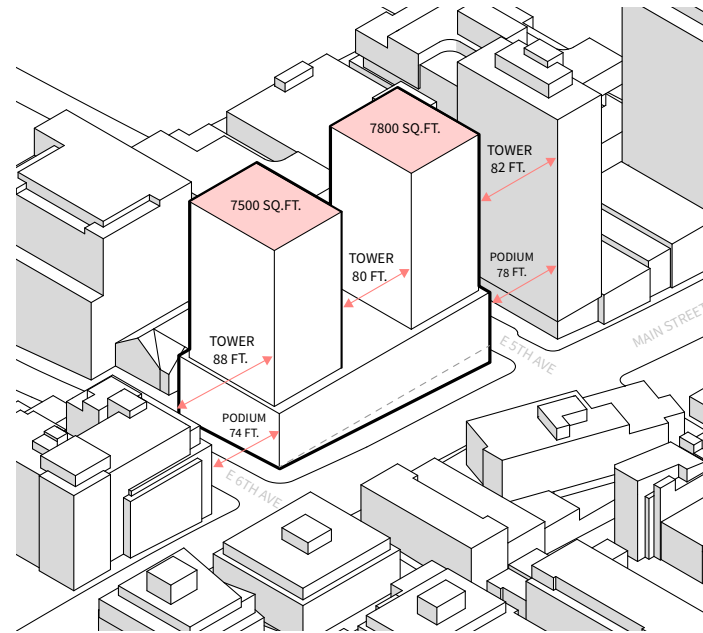 7800 SQ.FT.
TOWER
82 FT.
7500 SQ.FT.
TOWER
80 FT.
PODIUM
78 FT.
MAIN STREET
E 5TH AVE
TOWER
88 FT.
PODIUM
74 FT.
E 6TH AVE